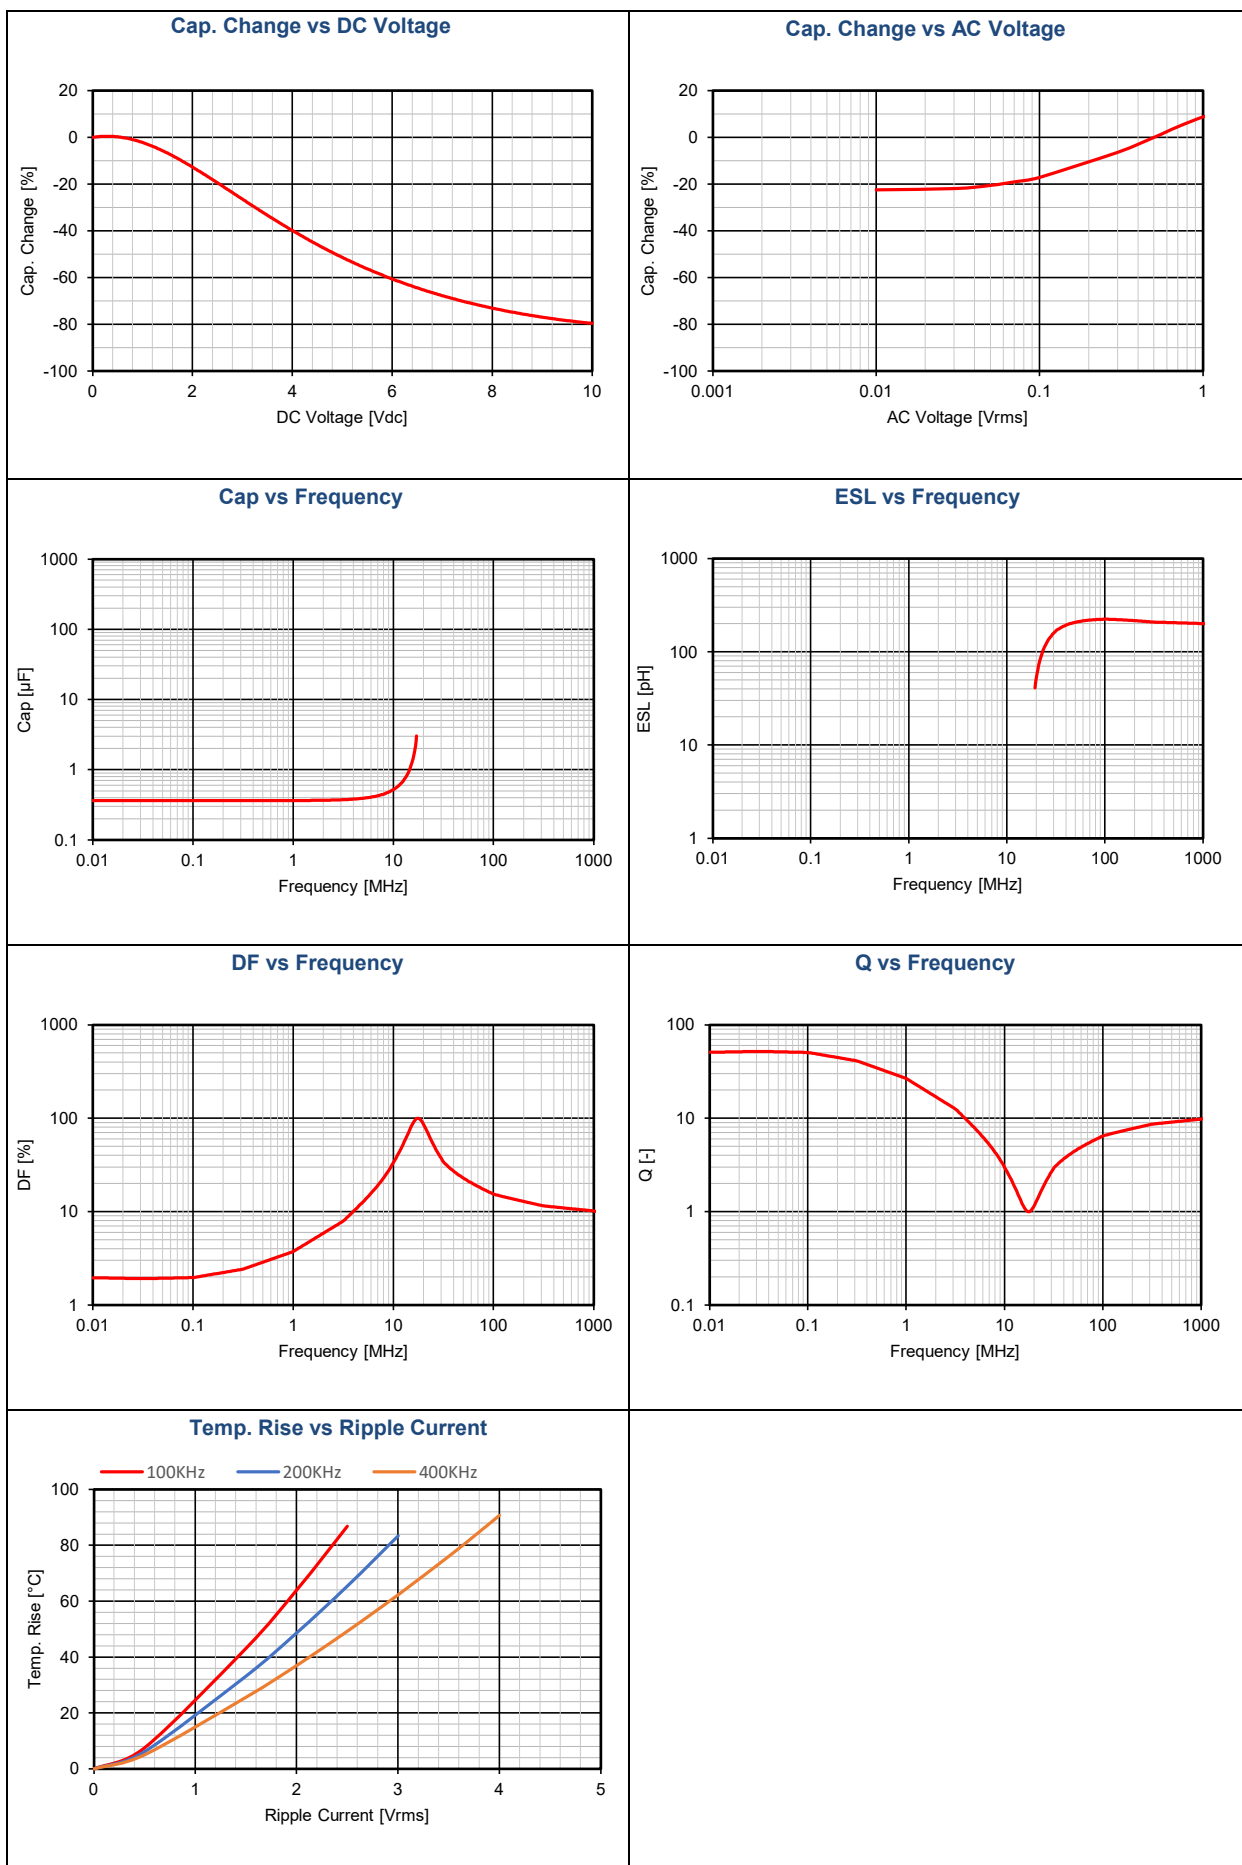 Cap. Change vs DC Voltage
20
0
-20
-40
-60
-80
-100
Cap. Change [%]
0 2 4 6 8 10
DC Voltage [Vdc]
Cap. Change vs AC Voltage
20
0
-20
-40
-60
-80
-100
Cap. Change [%]
0.001 0.01 0.1 1
AC Voltage [Vrms]
Cap vs Frequency
1000
100
10
1
0.1
Cap [µF]
0.01 0.1 1 10 100 1000
Frequency [MHz]
ESL vs Frequency
1000
100
10
1
ESL [pH]
0.01 0.1 1 10 100 1000
Frequency [MHz]
DF vs Frequency
1000
100
10
1
DF [%]
0.01 0.1 1 10 100 1000
Frequency [MHz]
Q vs Frequency
100
10
1
0.1
Q [-]
0.01 0.1 1 10 100 1000
Frequency [MHz]
Temp. Rise vs Ripple Current
100KHz 200KHz 400KHz
100
80
60
40
20
0
Temp. Rise [°C]
0 1 2 3 4 5
Ripple Current [Vrms]